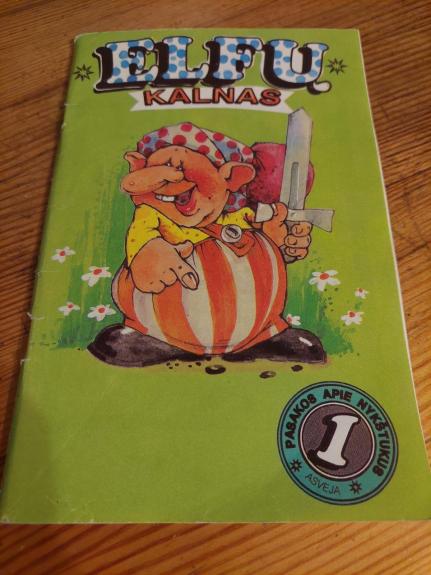 ELFŲ
KALNAS
PASAKOS APIE NYKŠTUKUS
1
ASVEJA